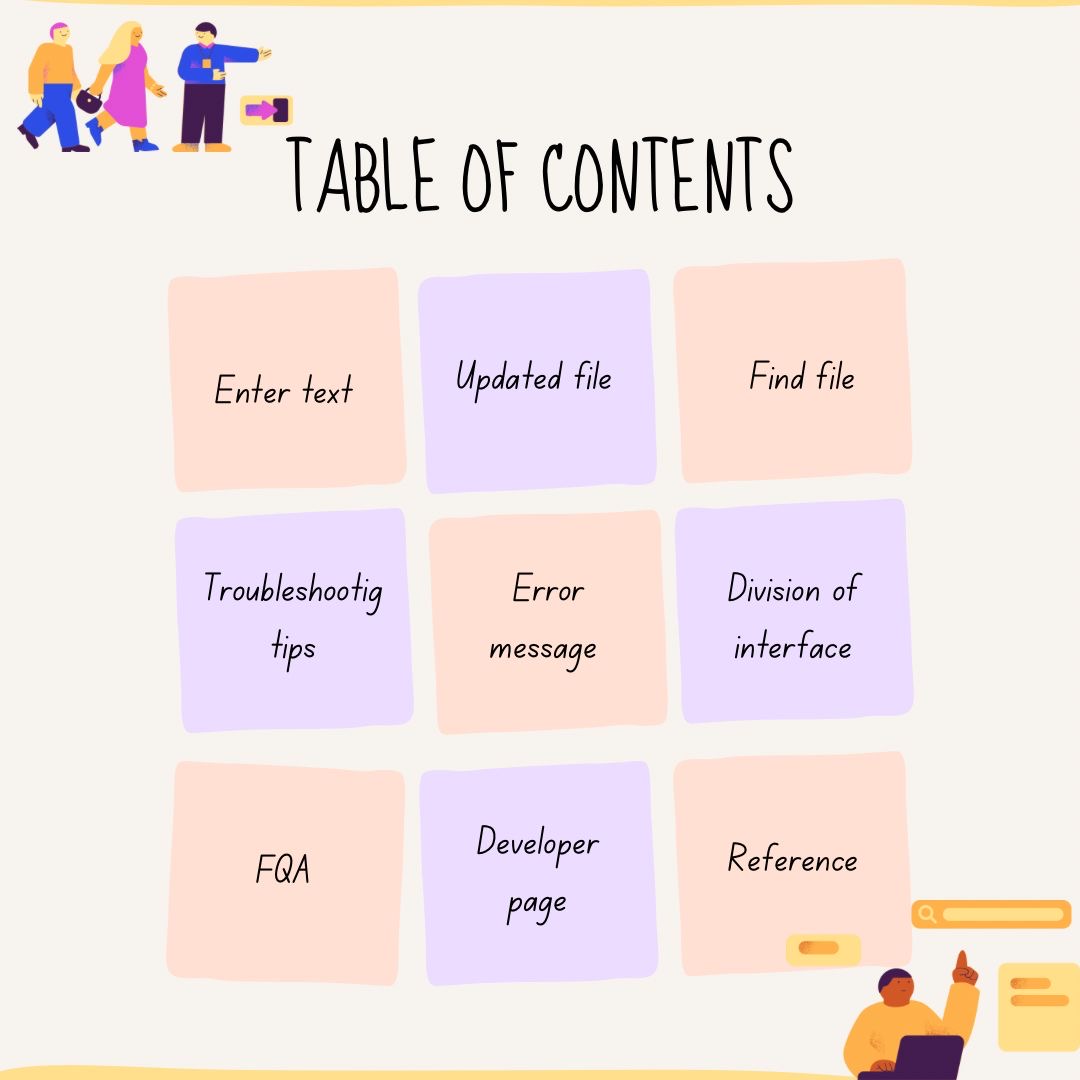 TABLE OF CONTENTS
Enter text
Updated file
Find file
Troubleshootig
tips
Error
message
Division of
interface
FQA
Developer
page
Reference